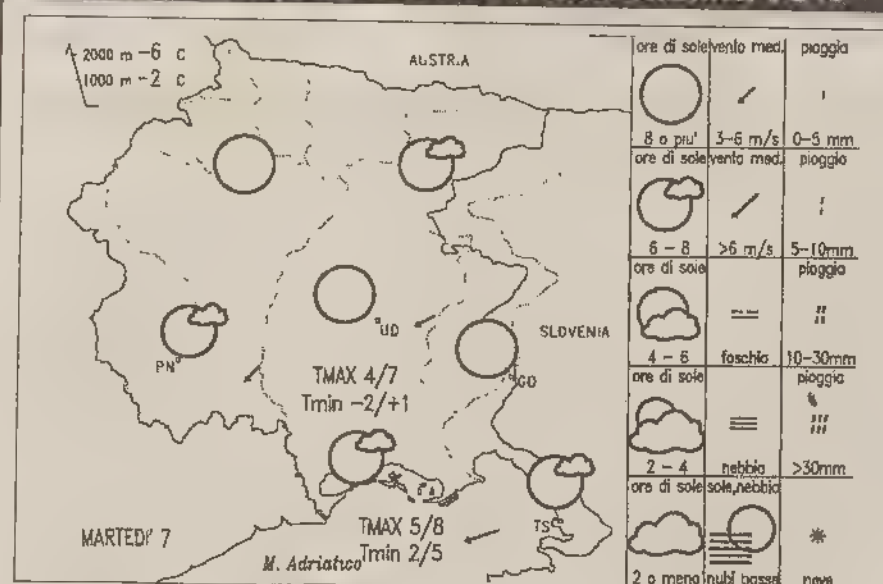 2000 m -6 C
1000 m -2 C
AUSTRIA
SLOVENIA
UD
PN
GO
TMAX 4/7
Tmin -2/+1
TS
MARTEDI' 7
TMAX 5/8
Tmin 2/5
M. Adriatico
ore di sole vento med. pioggia
8 o piu' 3-6 m/s 0-5 mm
ore di sole vento med. pioggia
6 - 8 >6 m/s 5-10mm
ore di sole pioggia
4 - 6 foschia 10-30mm
ore di sole pioggia
2 - 4 nebbia >30mm
ore di sole sole,nebbia
2 o meno nubi basse neve